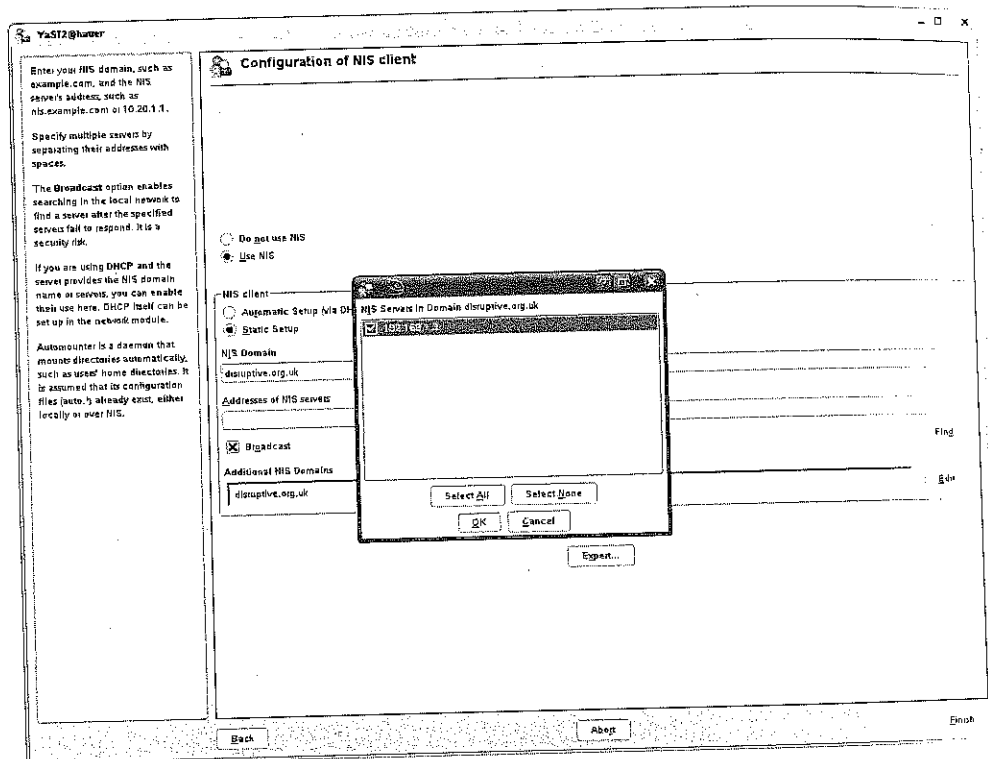 YaST2@hauer
Enter your NIS domain, such as
example.com, and the NIS
server's address, such as
nis.example.com or 10.20.1.1.
Specify multiple servers by
separating their addresses with
spaces.
The Broadcast option enables
searching in the local network to
find a server after the specified
servers fail to respond. It is a
security risk.
If you are using DHCP and the
server provides the NIS domain
name or servers, you can enable
their use here. DHCP itself can be
set up in the network module.
Automounter is a daemon that
mounts directories automatically,
such as users' home directories. It
is assumed that its configuration
files (auto.*) already exist, either
locally or over NIS.
Configuration of NIS client
Do not use NIS
Use NIS
NIS client
Automatic Setup (via DH
Static Setup
NIS Domain
disruptive.org.uk
Addresses of NIS servers
Broadcast
Find
Additional NIS Domains
disruptive.org.uk
Edit
NIS Servers in Domain disruptive.org.uk
Select All
Select None
OK
Cancel
Expert...
Back
Abort
Finish